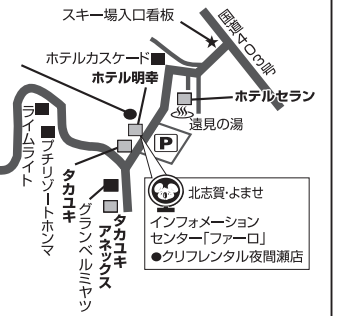 スキー場入口看板
国道403号
ホテルカスケード
ホテル明幸
ホテルセラン
遠見の湯
P
ライムライト
プチリゾートホンマ
タカユキ
グランベルミヤツ
タカユキ
アネックス
北志賀・よませ
インフォメーション
センター「ファーロ」
●クリフレンタル夜間瀬店